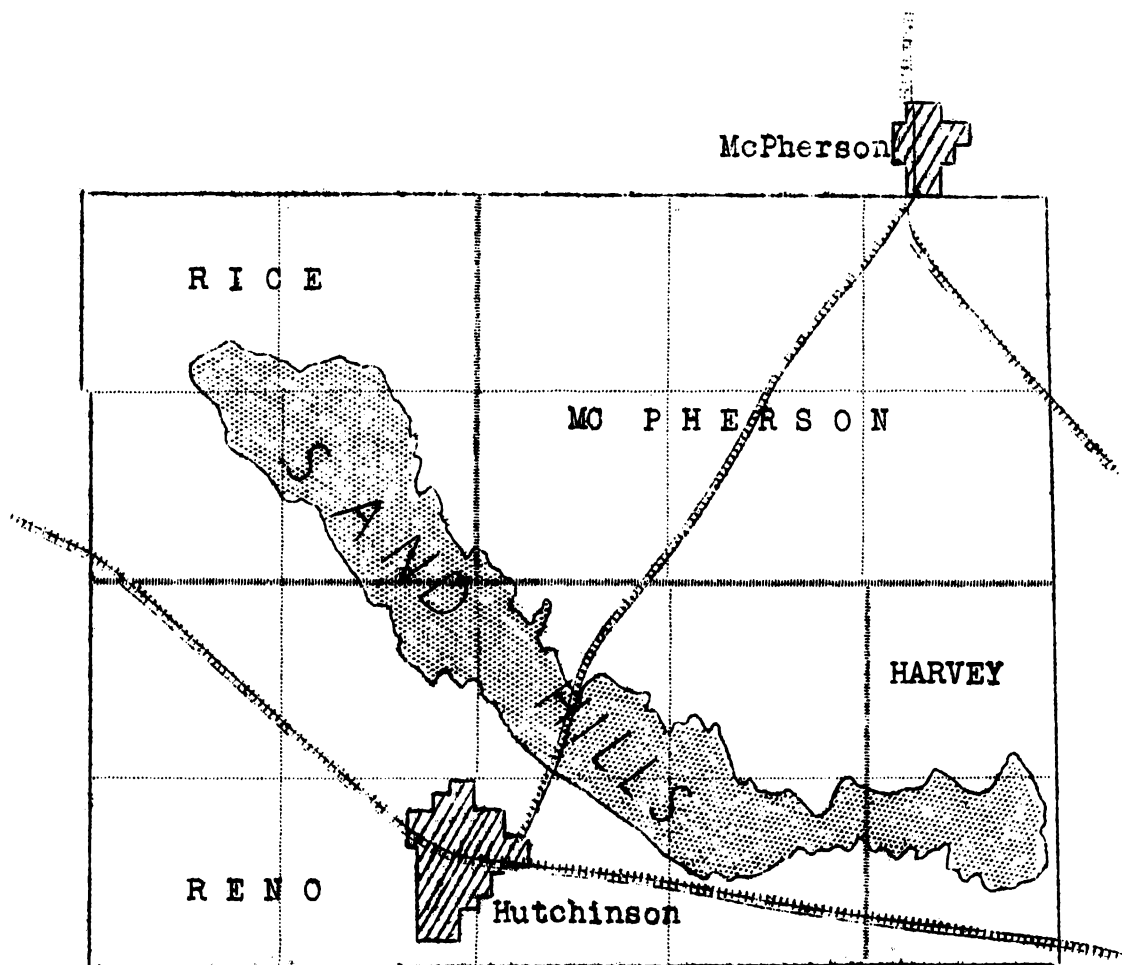 McPherson
RICE
MC PHERSON
SAND HILLS
HARVEY
RENO
Hutchinson